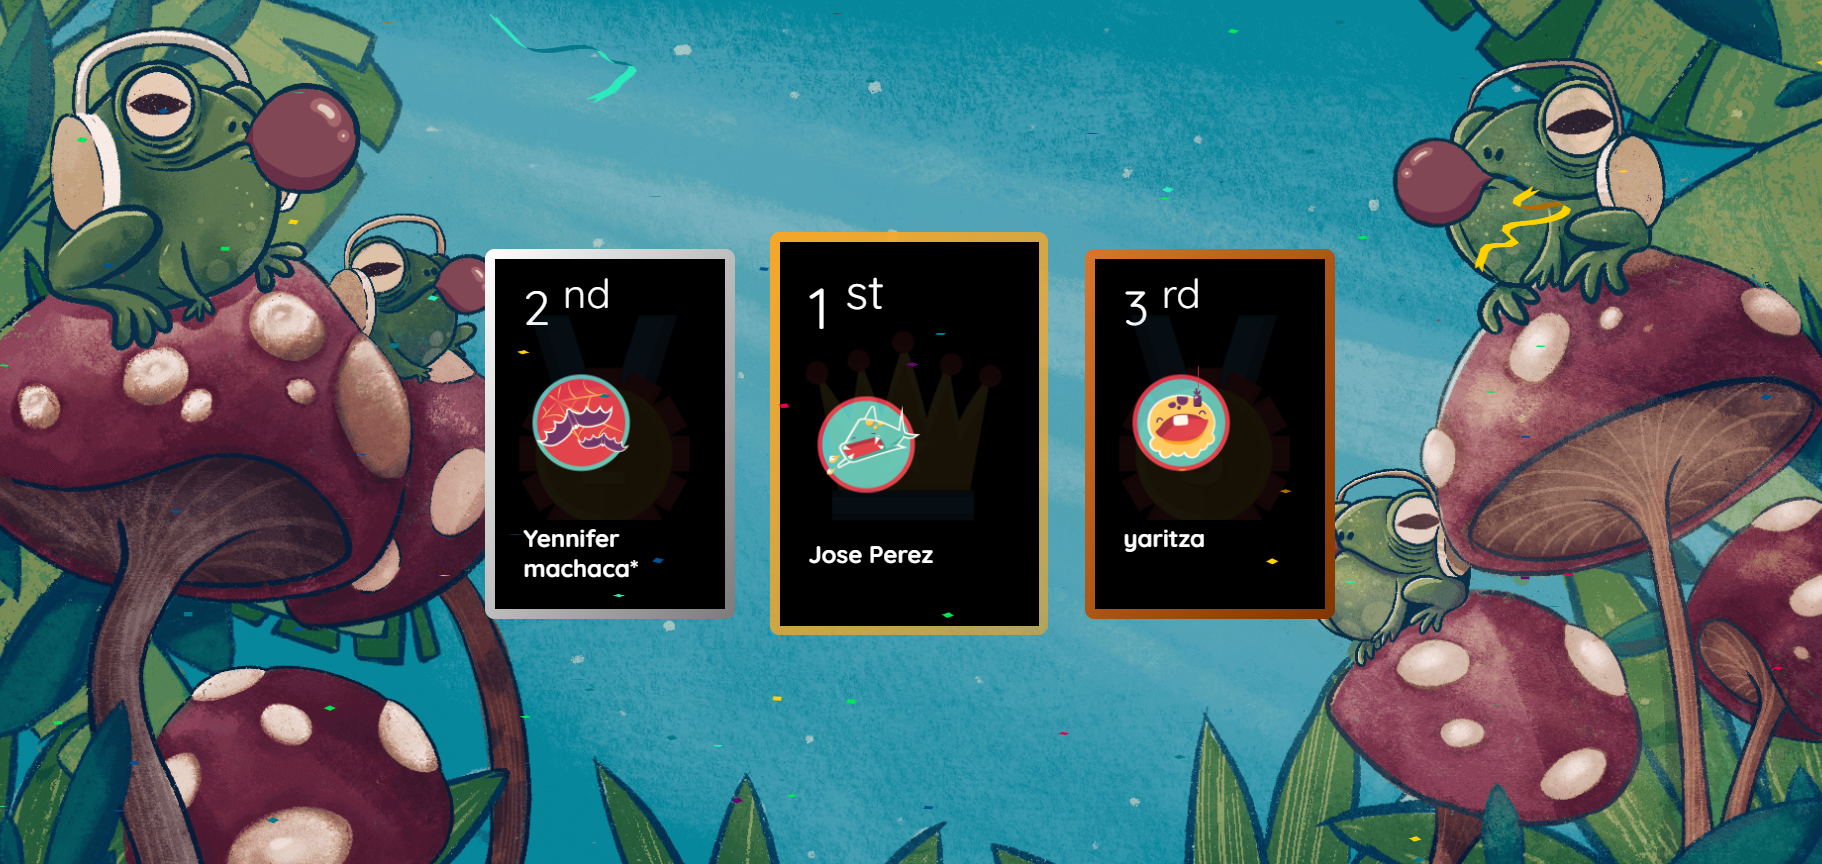 2 nd
Yennifer
machaca*
1 st
Jose Perez
3 rd
yaritza